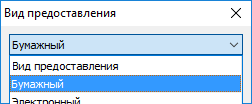 Вид предоставления
Бумажный
Вид предоставления
Бумажный
Электронный